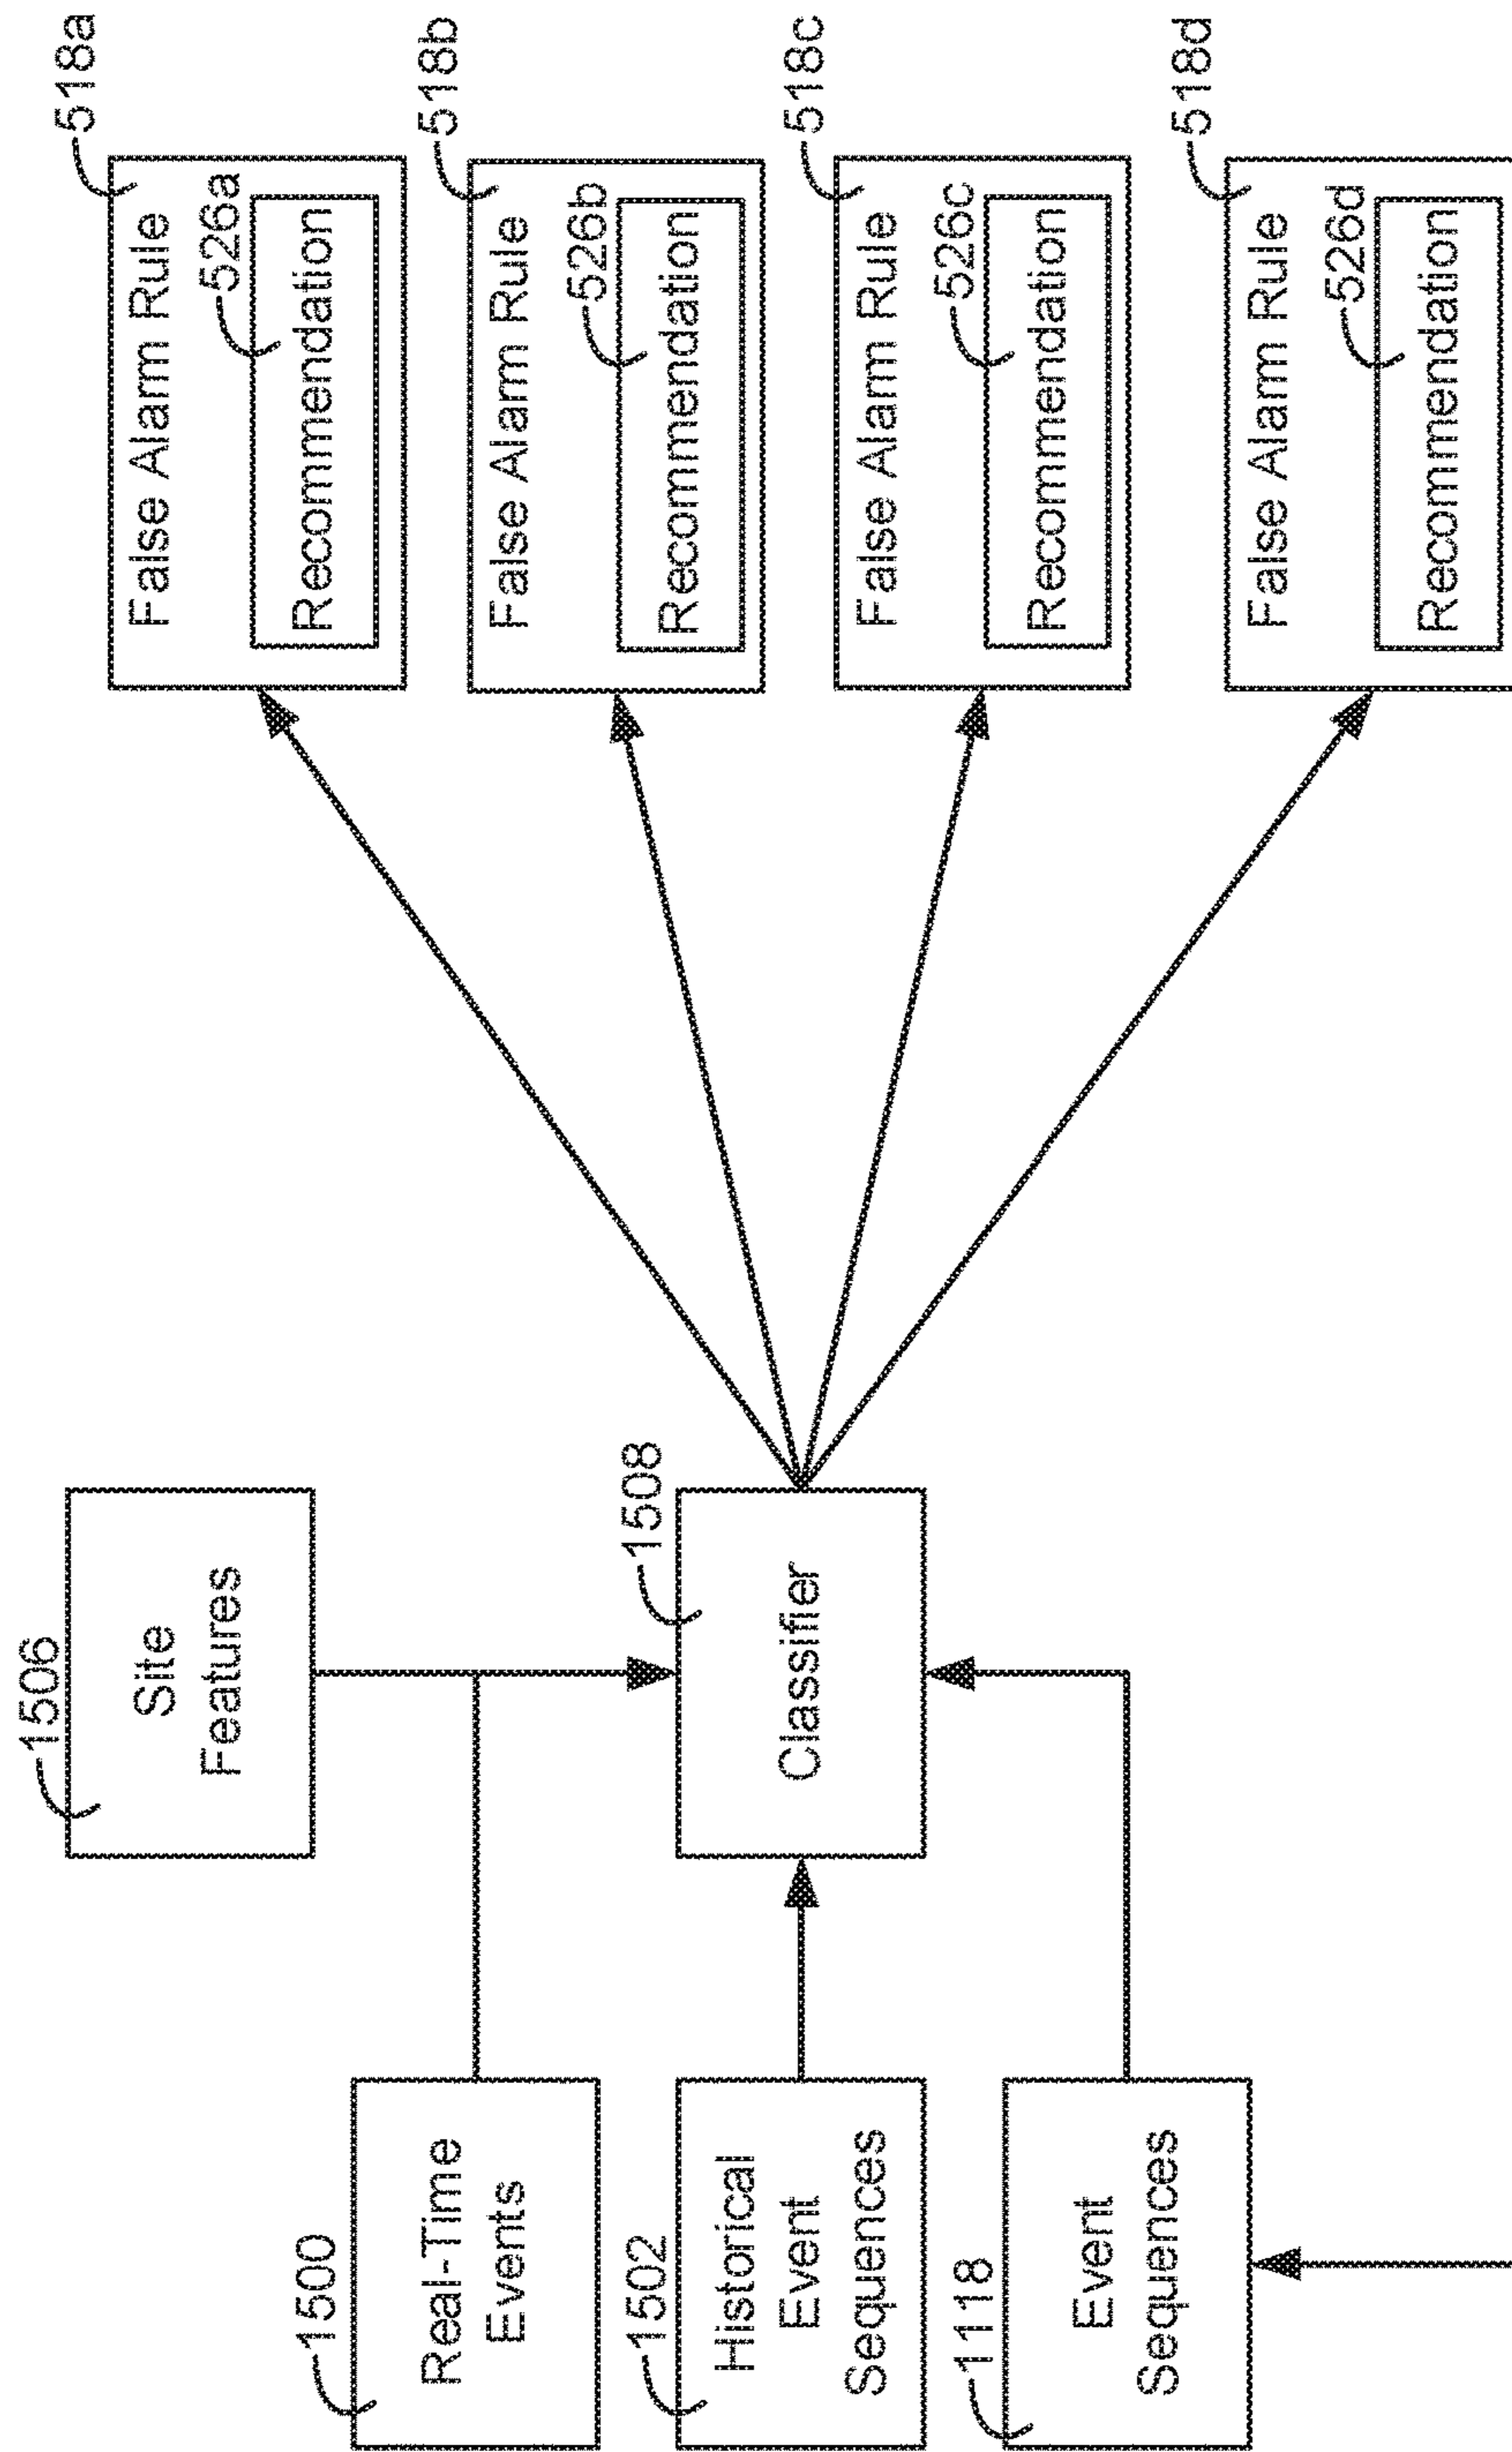 1506
Site
Features
1500
Real-Time
Events
1502
Historical
Event
Sequences
1118
Event
Sequences
1508
Classifier
518a
False Alarm Rule
526a
Recommendation
518b
False Alarm Rule
526b
Recommendation
518c
False Alarm Rule
526c
Recommendation
518d
False Alarm Rule
526d
Recommendation